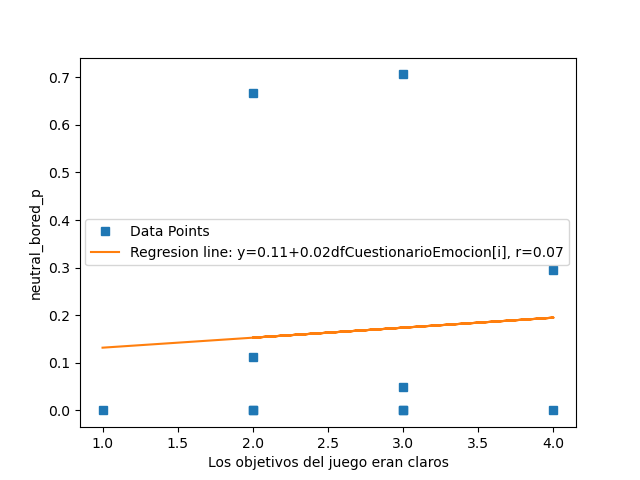 0.7
0.6
0.5
0.4
0.3
0.2
0.1
0.0
neutral_bored_p
Data Points
Regresion line: y=0.11+0.02dfCuestionarioEmocion[i], r=0.07
1.0 1.5 2.0 2.5 3.0 3.5 4.0
Los objetivos del juego eran claros